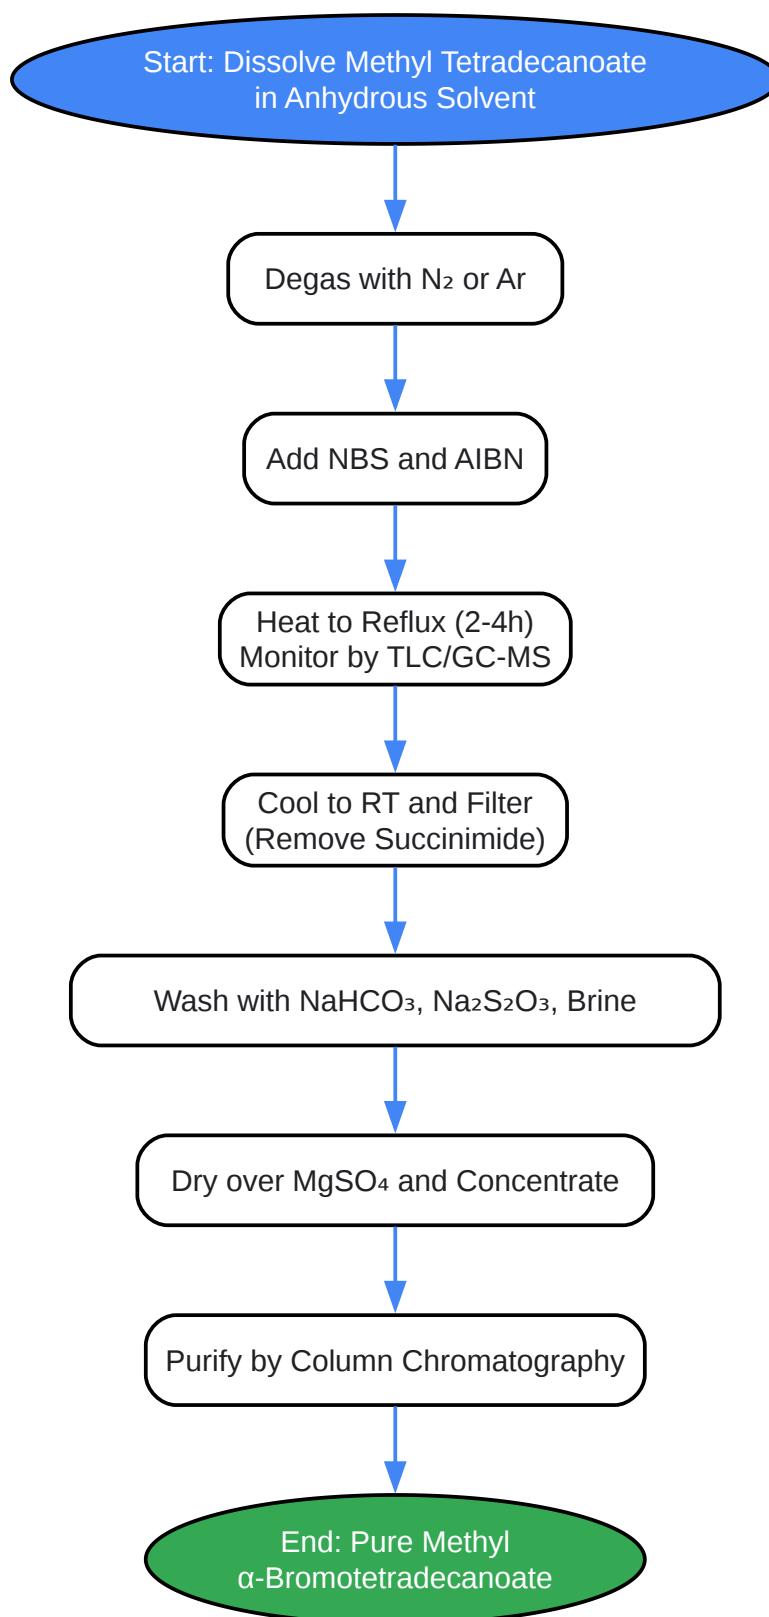 Start: Dissolve Methyl Tetradecanoate
in Anhydrous Solvent
Degas with N₂ or Ar
Add NBS and AIBN
Heat to Reflux (2-4h)
Monitor by TLC/GC-MS
Cool to RT and Filter
(Remove Succinimide)
Wash with NaHCO₃, Na₂S₂O₃, Brine
Dry over MgSO₄ and Concentrate
Purify by Column Chromatography
End: Pure Methyl
α-Bromotetradecanoate